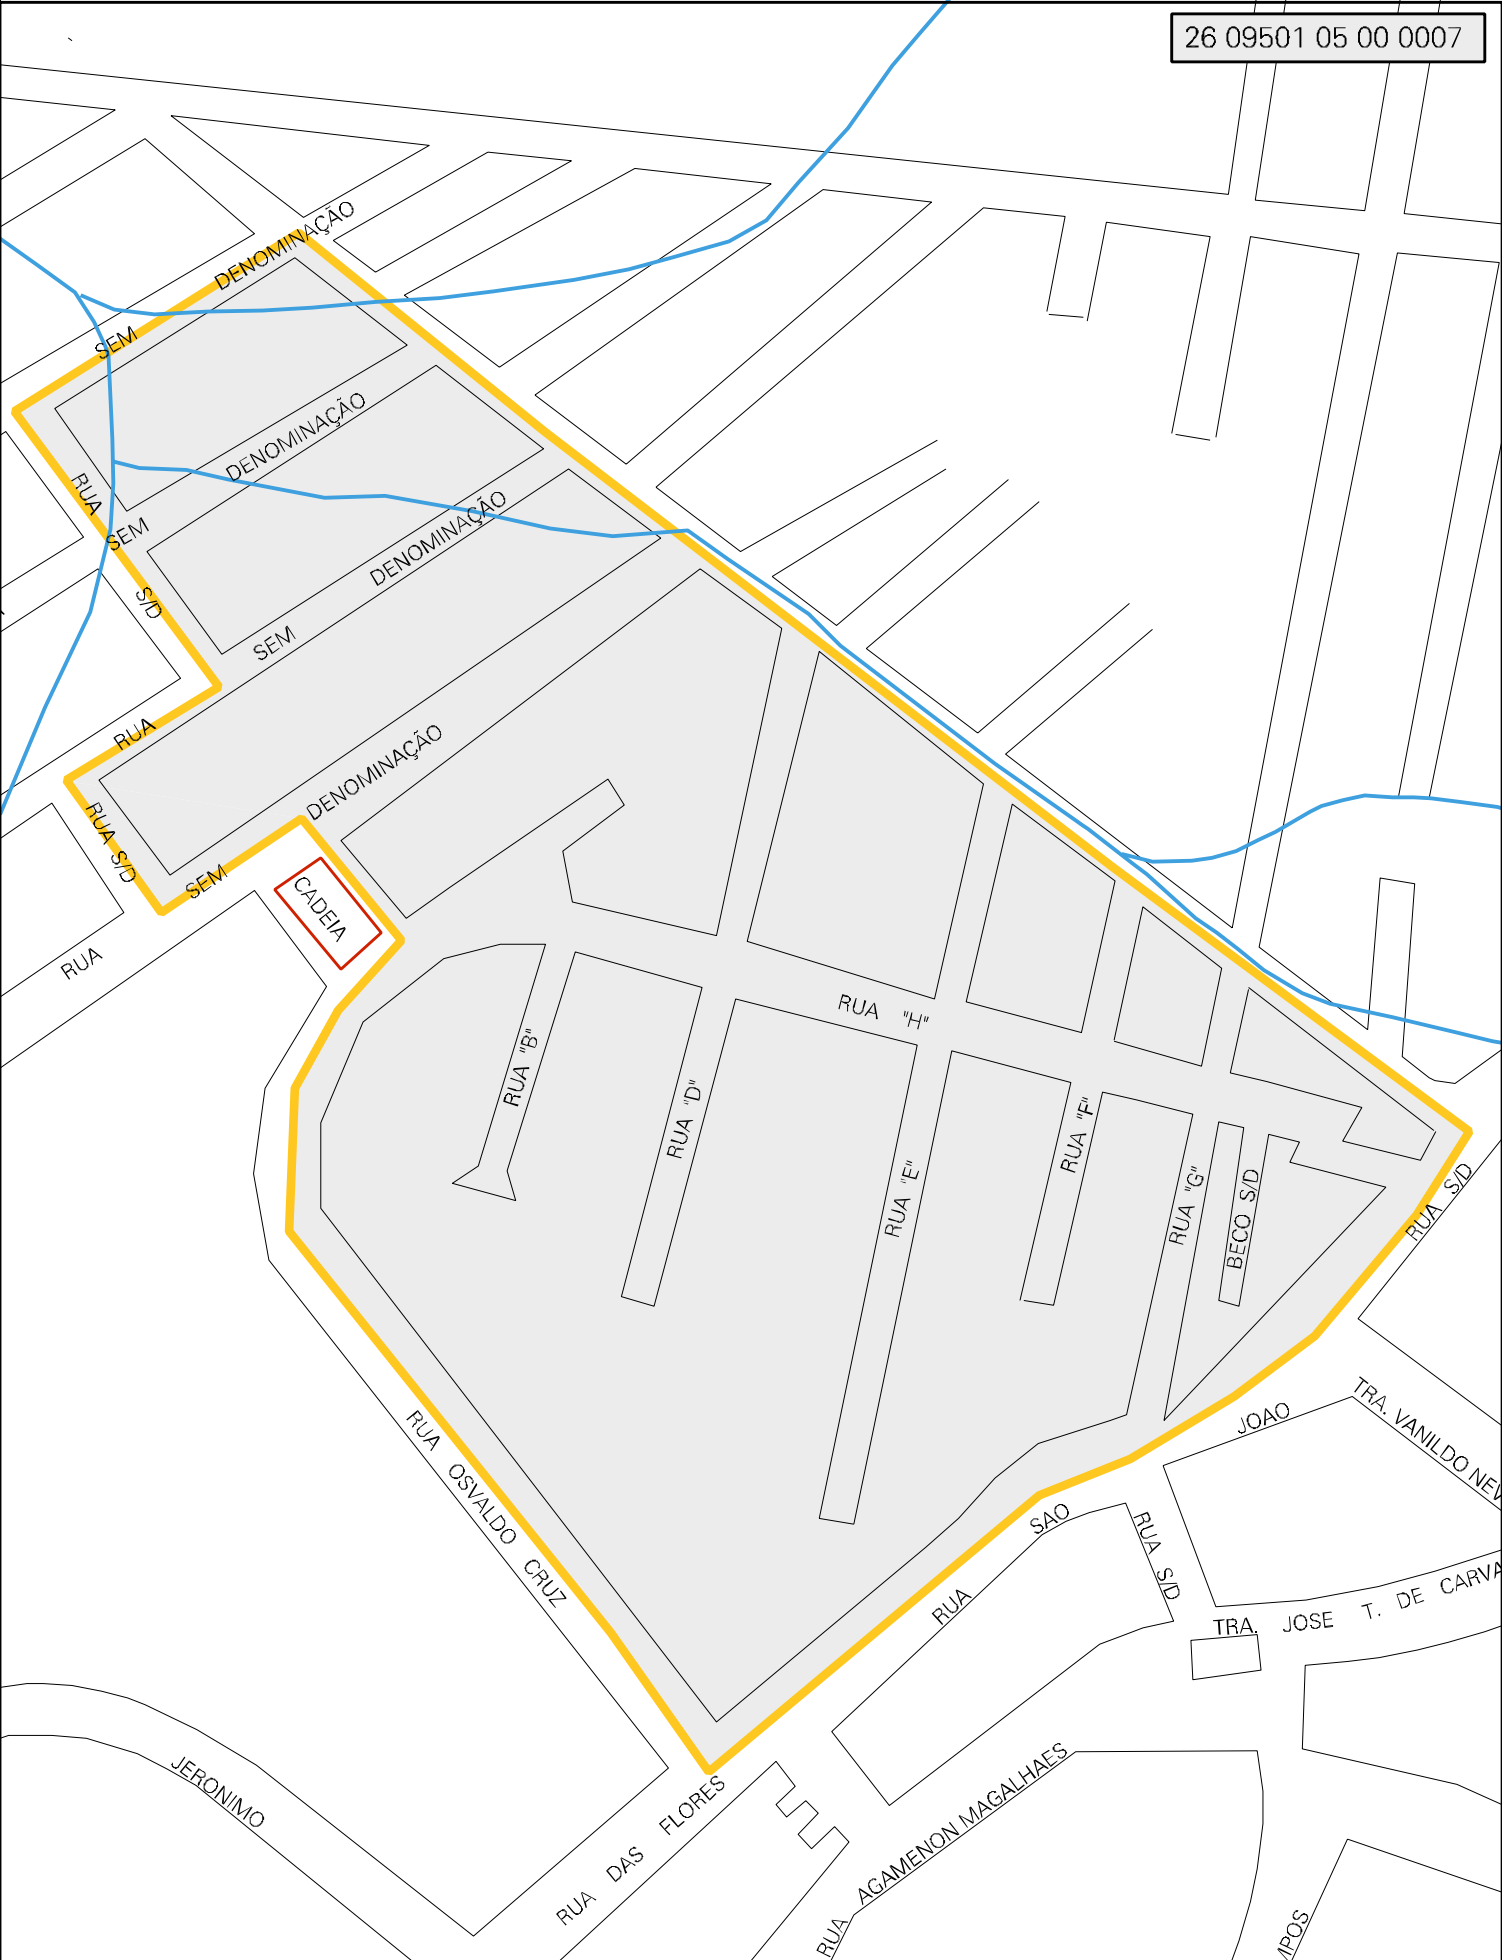 26 09501 05 00 0007
SEM DENOMINAÇÃO
SEM DENOMINAÇÃO
RUA S/D
SEM DENOMINAÇÃO
RUA
RUA S/D
RUA SEM DENOMINAÇÃO
CADEIA
RUA "H"
RUA "B"
RUA "D"
RUA "E"
RUA "F"
RUA "G"
BECO S/D
RUA S/D
RUA OSVALDO CRUZ
RUA SAO JOAO
TRA. VANILDO NEV
RUA S/D
TRA. JOSE T. DE CARVA
JERONIMO
RUA DAS FLORES
RUA AGAMENON MAGALHAES
MPOS